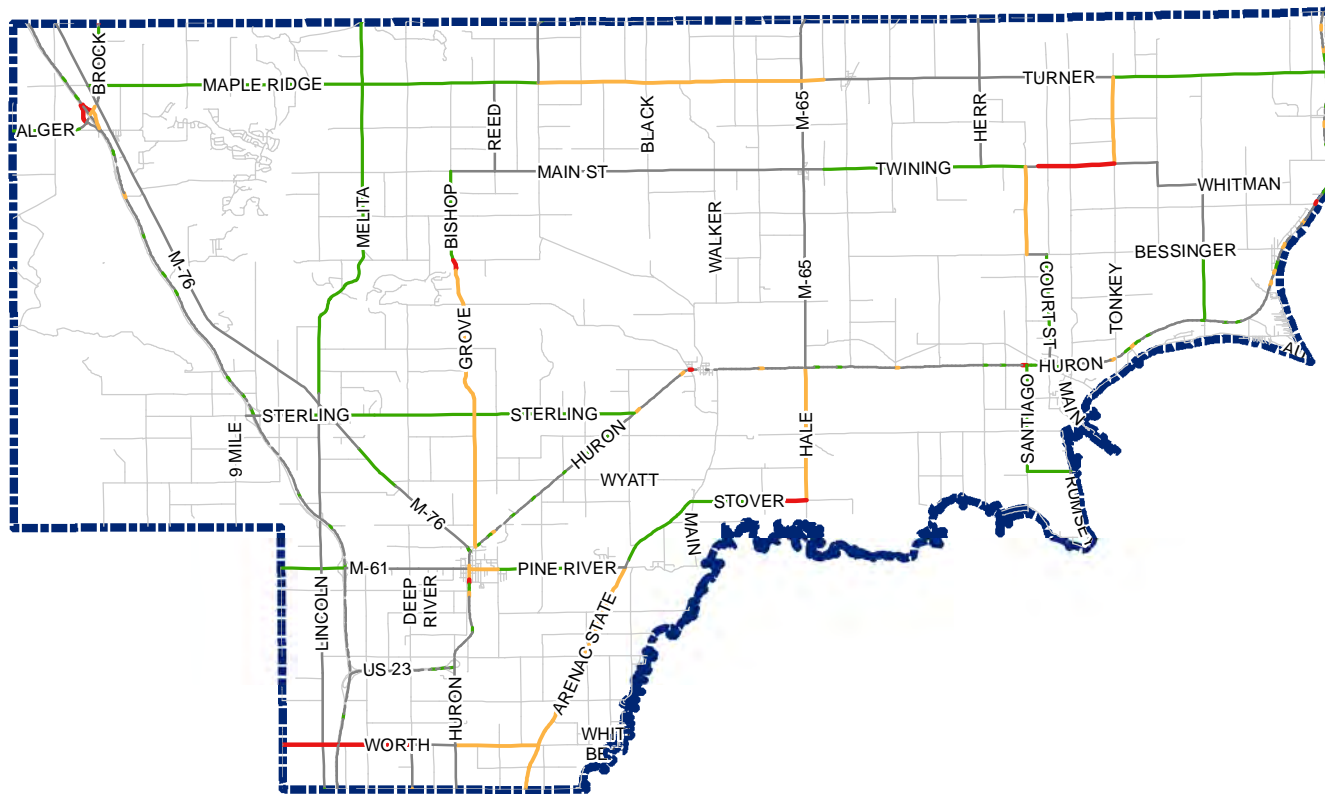 BROCK
MAPLE RIDGE
TURNER
ALGER
REED
BLACK
M-65
HERR
MAIN ST
TWINING
WHITMAN
MELITA
BISHOP
WALKER
BESSINGER
M-76
M-65
COURT ST
TONKEY
GROVE
HURON
AU
STERLING
STERLING
SANTIAGO
MAIN
9 MILE
HURON
HALE
WYATT
M-76
STOVER
MAIN
RUMSEY
M-61
PINE RIVER
LINCOLN
DEEP
RIVER
ARENAC STATE
US 23
HURON
WORTH
WHIT
BE